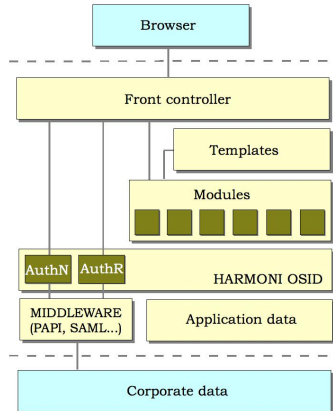 Browser
Front controller
Templates
Modules
AuthN
AuthR
HARMONI OSID
MIDDLEWARE
(PAPI, SAML...)
Application data
Corporate data